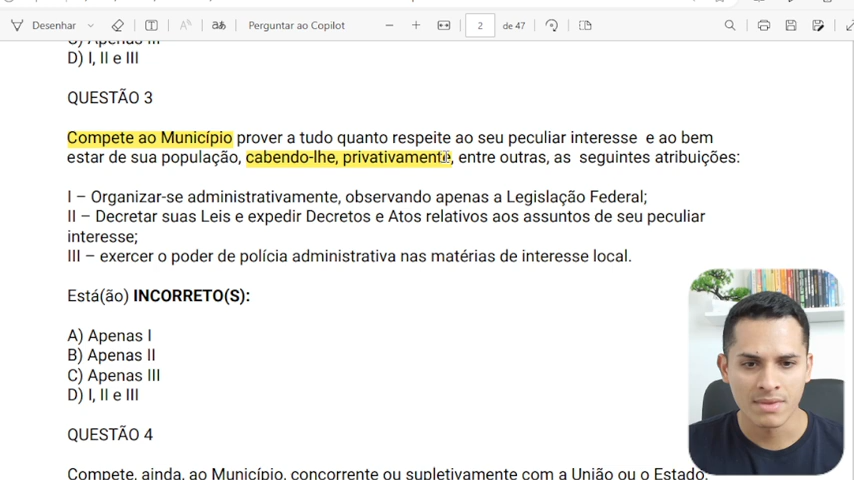 Desenhar
Perguntar ao Copilot
2
de 47
D) I, II e III
QUESTÃO 3
Compete ao Município prover a tudo quanto respeite ao seu peculiar interesse e ao bem
estar de sua população, cabendo-lhe, privativamente, entre outras, as seguintes atribuições:
I – Organizar-se administrativamente, observando apenas a Legislação Federal;
II – Decretar suas Leis e expedir Decretos e Atos relativos aos assuntos de seu peculiar
interesse;
III – exercer o poder de polícia administrativa nas matérias de interesse local.
Está(ão) INCORRETO(S):
A) Apenas I
B) Apenas II
C) Apenas III
D) I, II e III
QUESTÃO 4
Compete, ainda, ao Município, concorrente ou supletivamente com a União ou o Estado,